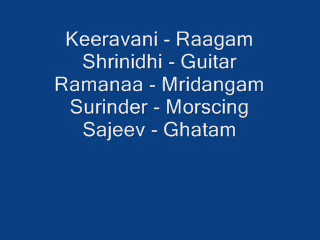 Keeravani - Raagam
Shrinidhi - Guitar
Ramanaa - Mridangam
Surinder - Morscing
Sajeev - Ghatam